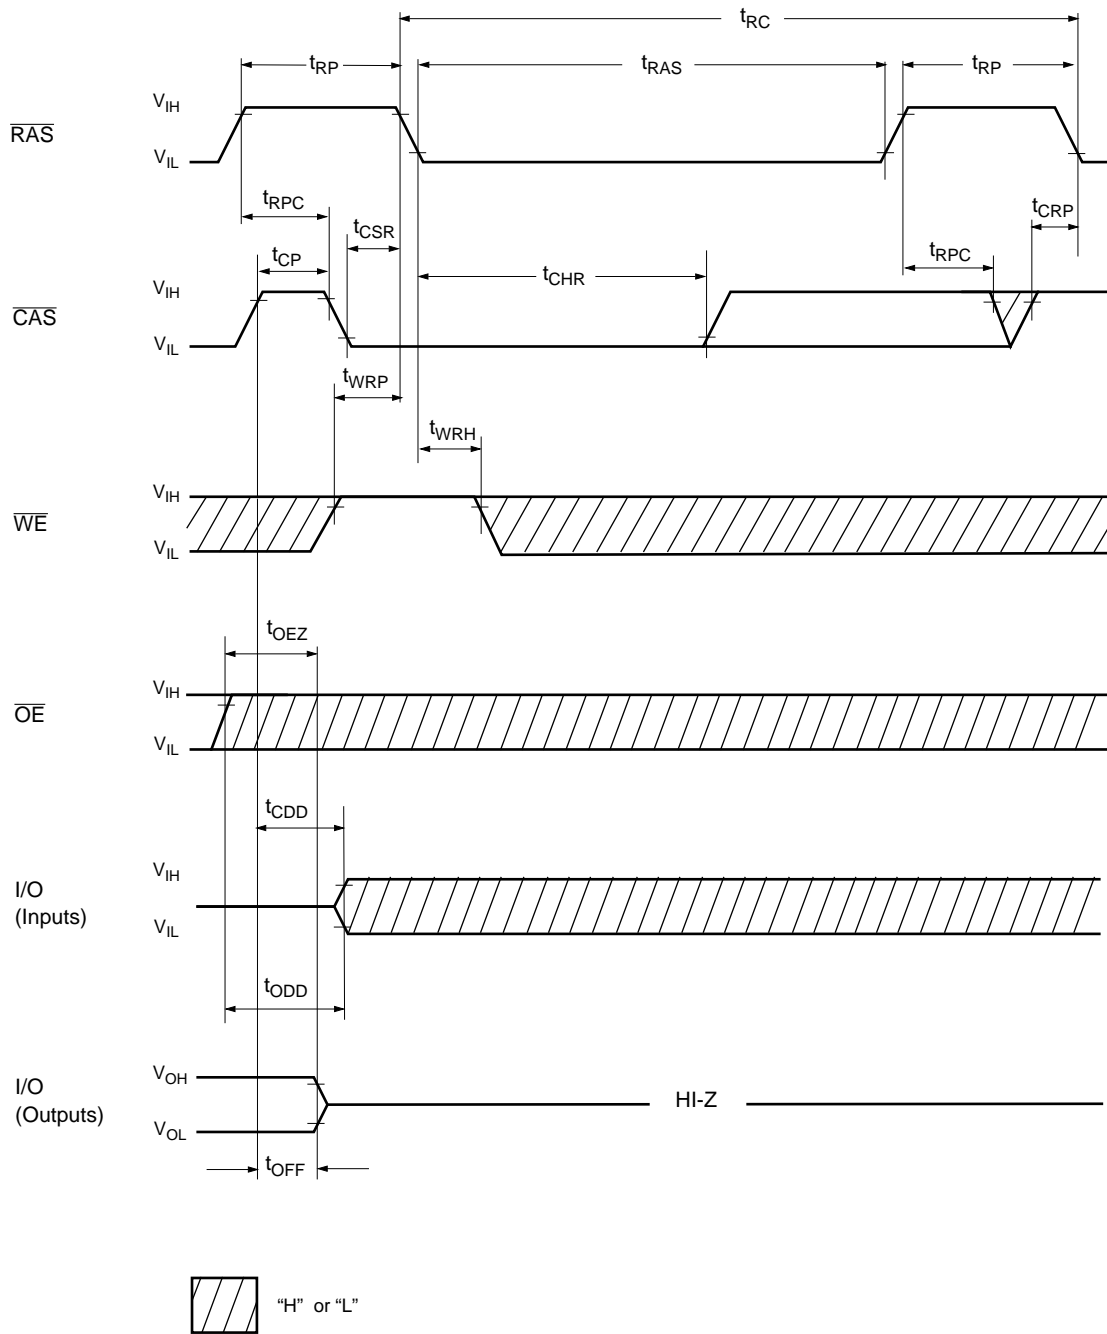 tRC
tRP tRAS tRP
VIH
RAS
VIL
tRPC
tCSR
tCRP
tCP
tCHR
tRPC
VIH
CAS
VIL
tWRP
tWRH
VIH
WE
VIL
tOEZ
VIH
OE
VIL
tCDD
VIH
I/O
(Inputs)
VIL
tODD
VOH
I/O
(Outputs)
HI-Z
VOL
tOFF
“H” or “L”